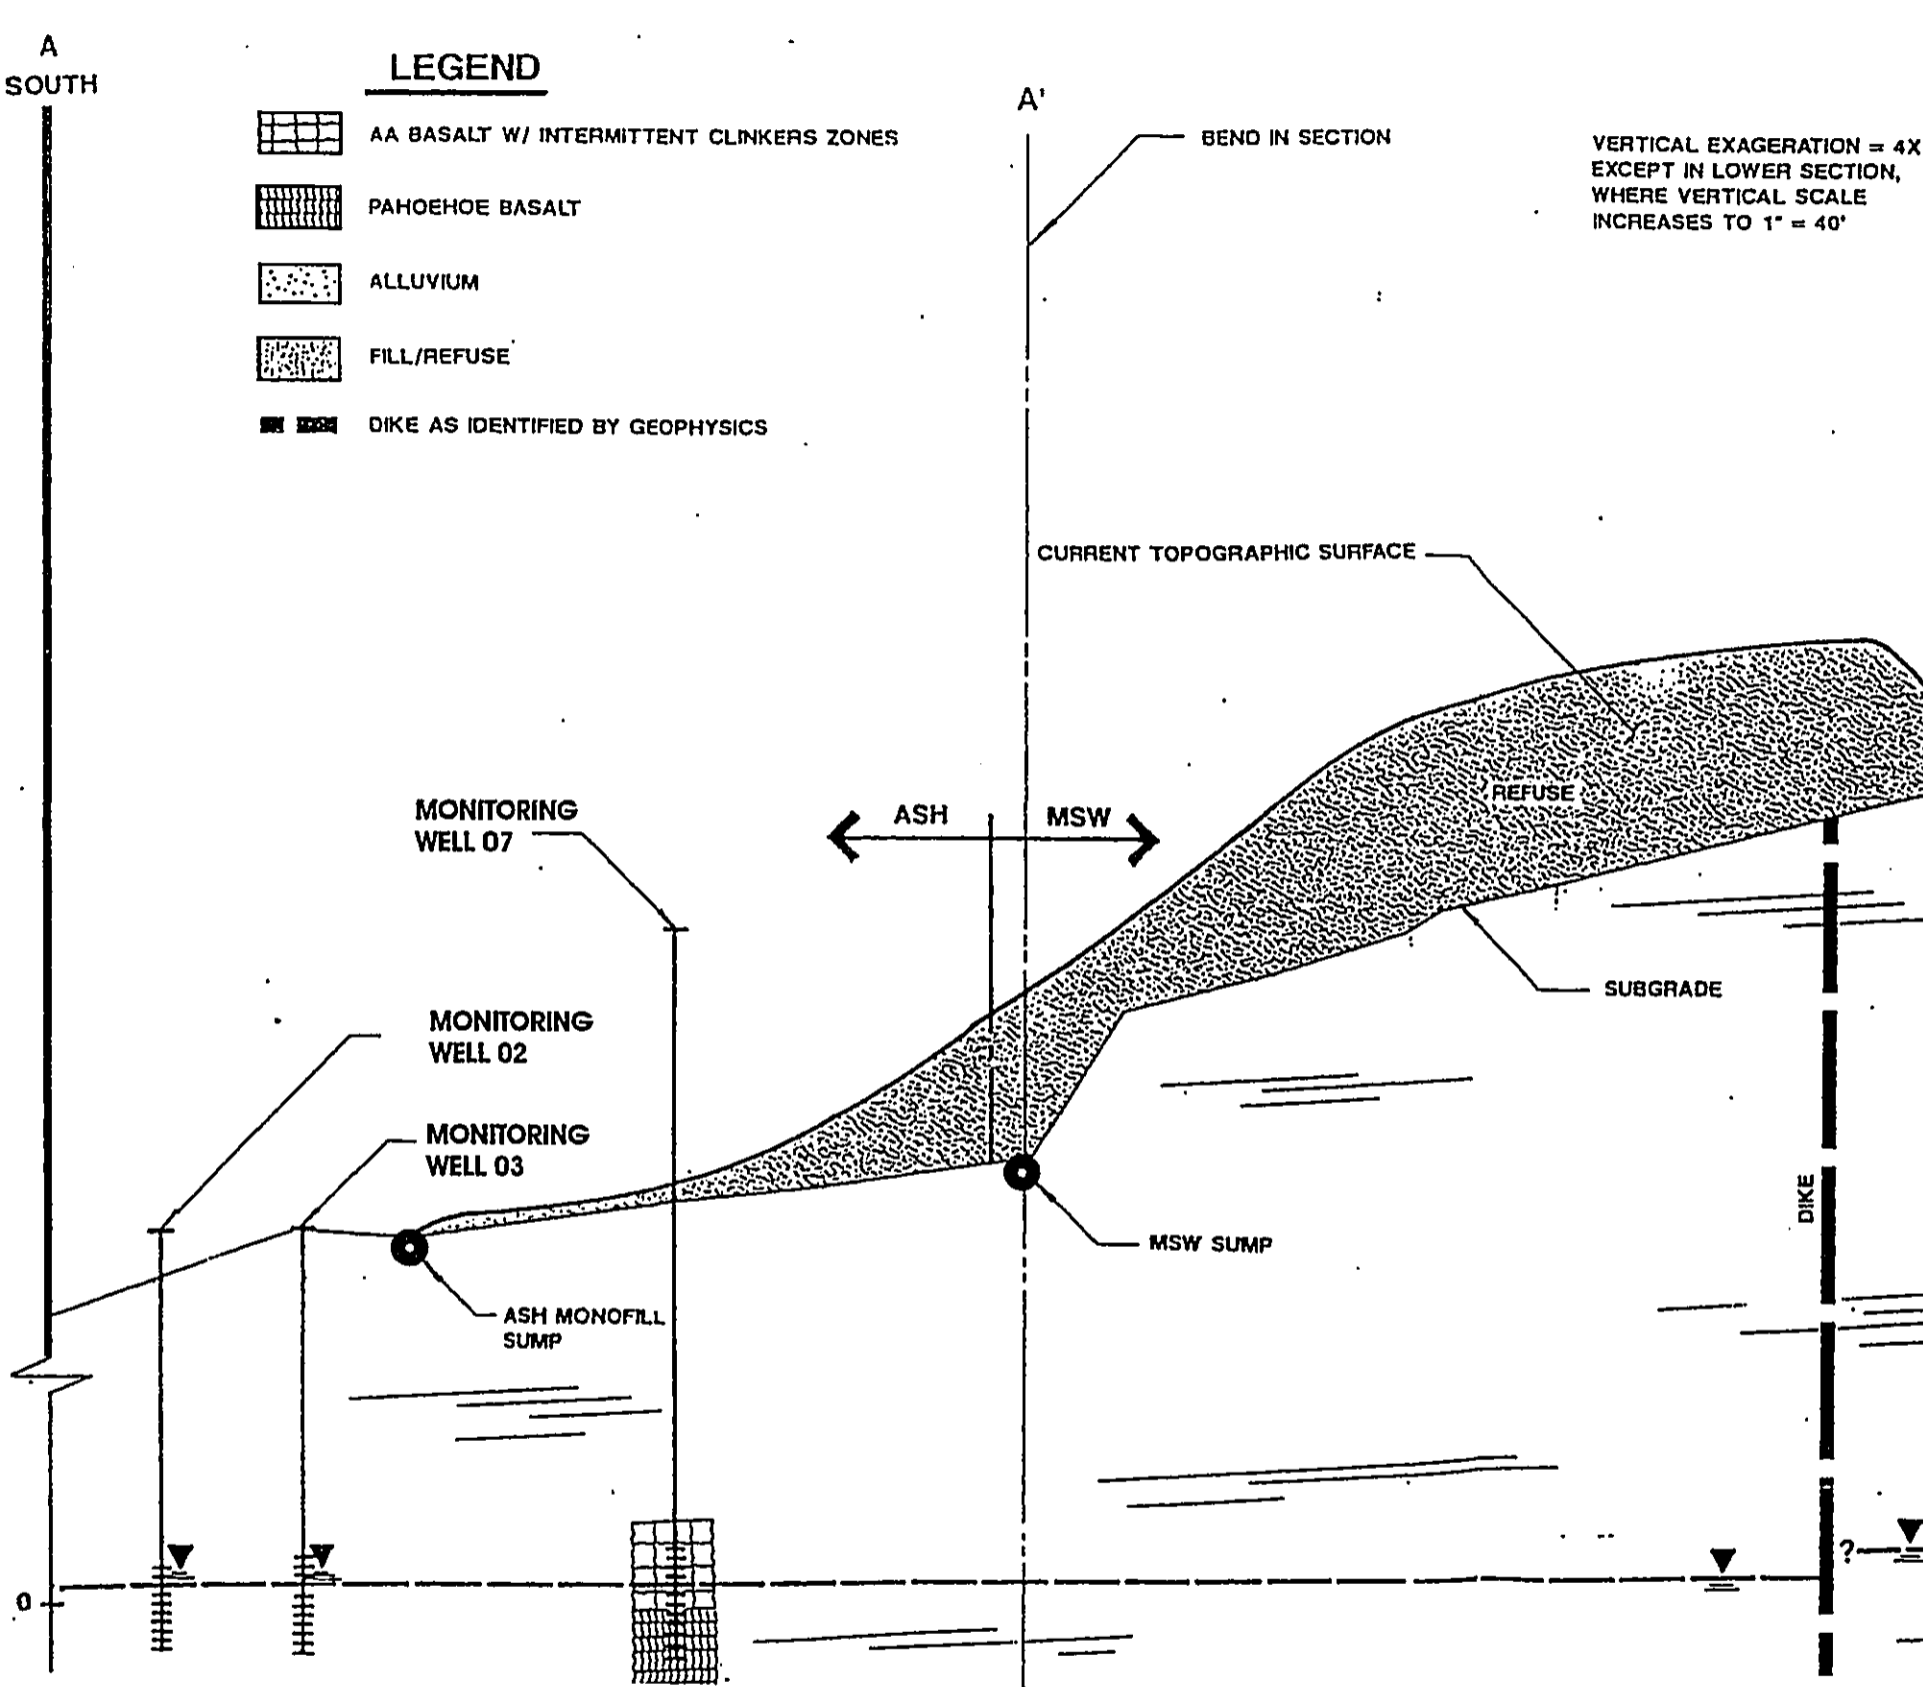 A
SOUTH
LEGEND
AA BASALT W/ INTERMITTENT CLINKERS ZONES
PAHOEHOE BASALT
ALLUVIUM
FILL/REFUSE
DIKE AS IDENTIFIED BY GEOPHYSICS
A'
BEND IN SECTION
VERTICAL EXAGERATION = 4X
EXCEPT IN LOWER SECTION,
WHERE VERTICAL SCALE
INCREASES TO 1" = 40'
CURRENT TOPOGRAPHIC SURFACE
REFUSE
ASH
MSW
MONITORING
WELL 07
SUBGRADE
MONITORING
WELL 02
MONITORING
WELL 03
DIKE
MSW SUMP
ASH MONOFILL
SUMP
?
0